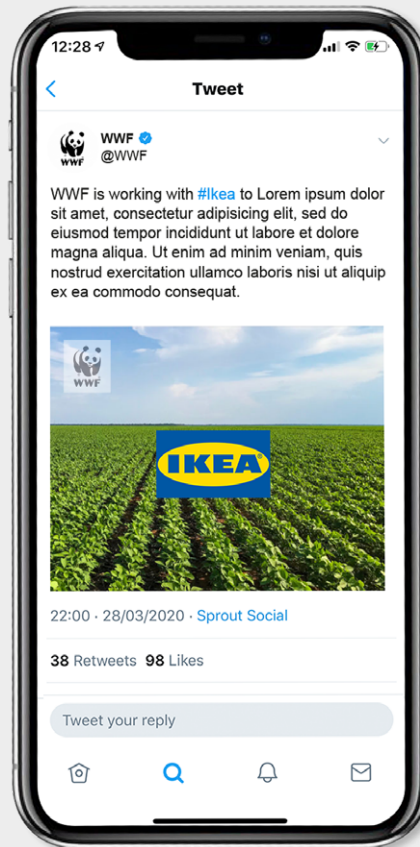 12:28
Tweet
WWF
WWF
@WWF
WWF is working with #Ikea to Lorem ipsum dolor
sit amet, consectetur adipisicing elit, sed do
eiusmod tempor incididunt ut labore et dolore
magna aliqua. Ut enim ad minim veniam, quis
nostrud exercitation ullamco laboris nisi ut aliquip
ex ea commodo consequat.
WWF
IKEA
22:00 · 28/03/2020 · Sprout Social
38 Retweets 98 Likes
Tweet your reply